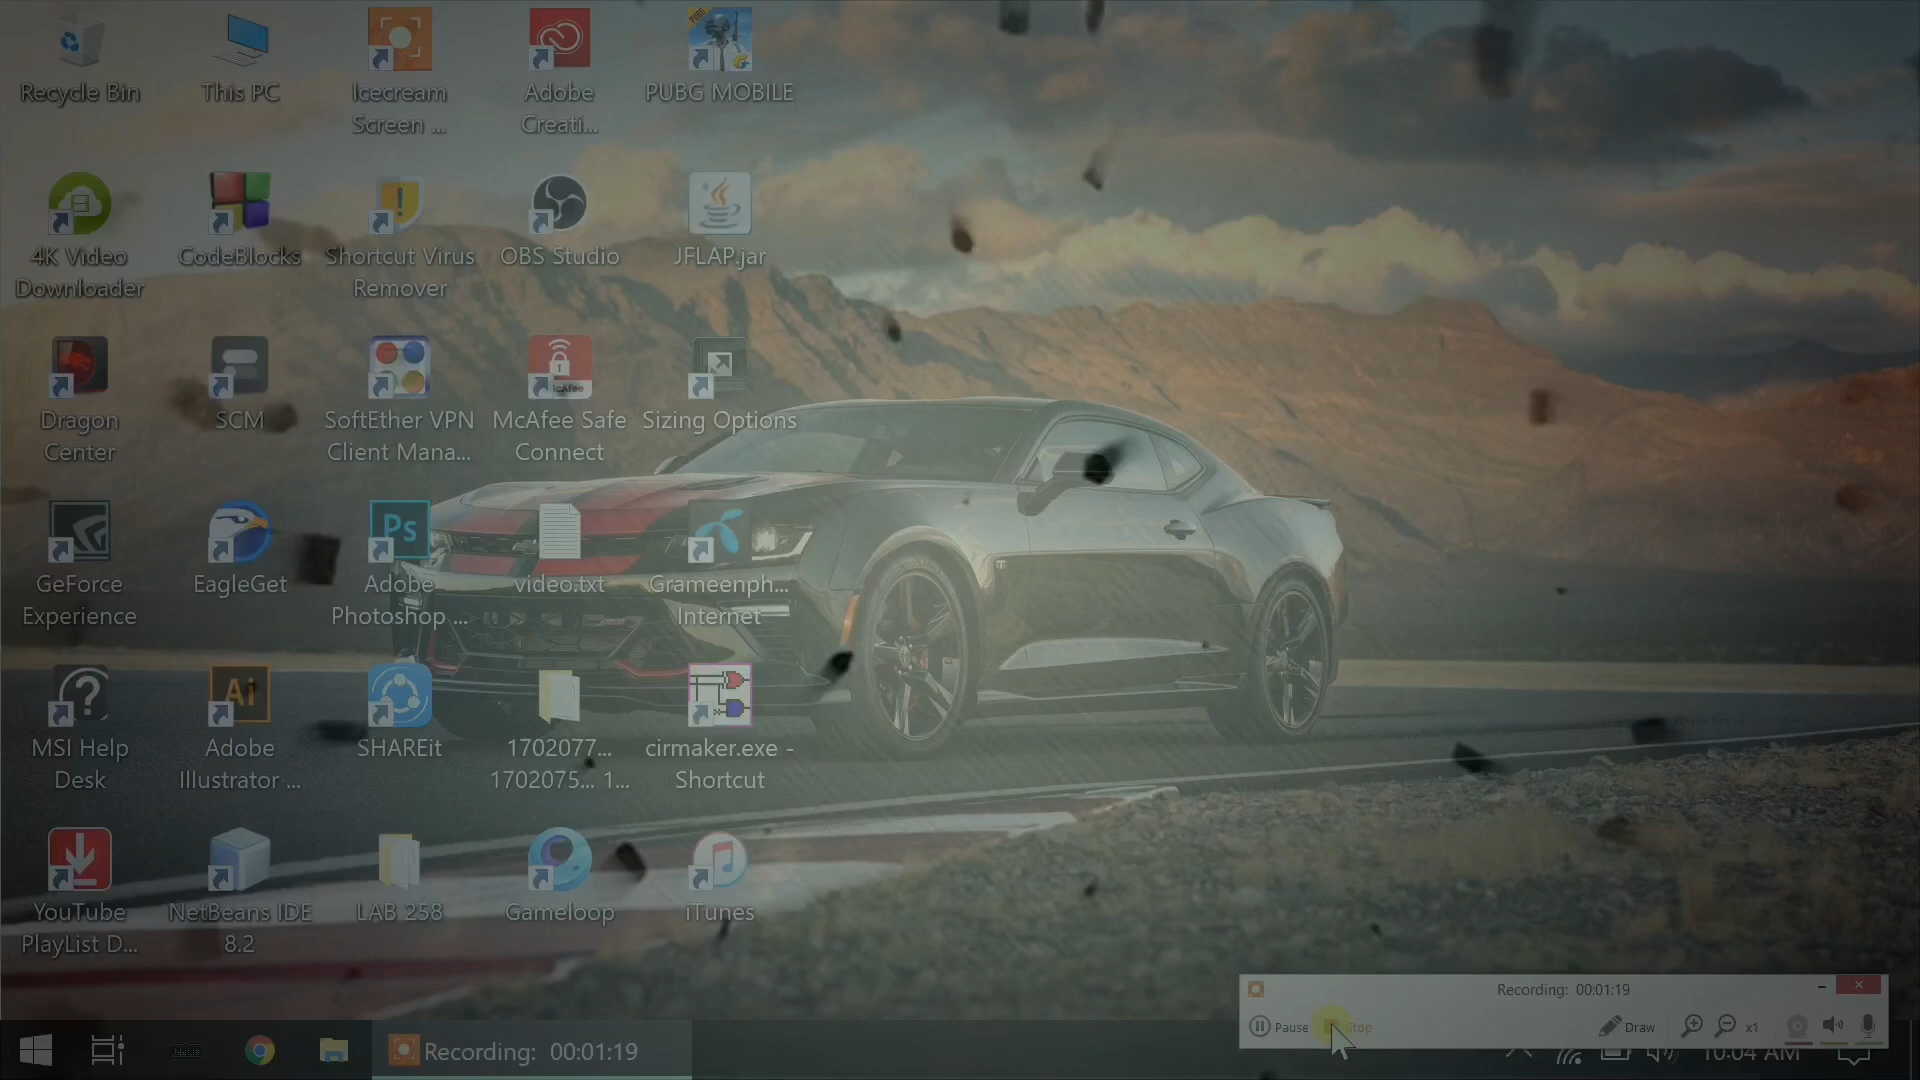 Recycle Bin
This PC
Icecream
Screen ...
Adobe
Creati...
PUBG MOBILE
4K Video
Downloader
CodeBlocks
Shortcut Virus
Remover
OBS Studio
JFLAP.jar
Dragon
Center
SCM
SoftEther VPN
Client Mana...
McAfee
McAfee Safe
Connect
Sizing Options
GeForce
Experience
EagleGet
Ps
Adobe
Photoshop ...
video.txt
Grameenph...
Internet
MSI Help
Desk
Ai
Adobe
Illustrator ...
SHAREit
1702077...
1702075... 1...
cirmaker.exe -
Shortcut
YouTube
PlayList D...
NetBeans IDE
8.2
LAB 258
Gameloop
iTunes
Recording: 00:01:19
Pause
Stop
Draw
x1
Recording: 00:01:19
10:04 AM